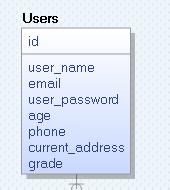 Users
id
user_name
email
user_password
age
phone
current_address
grade